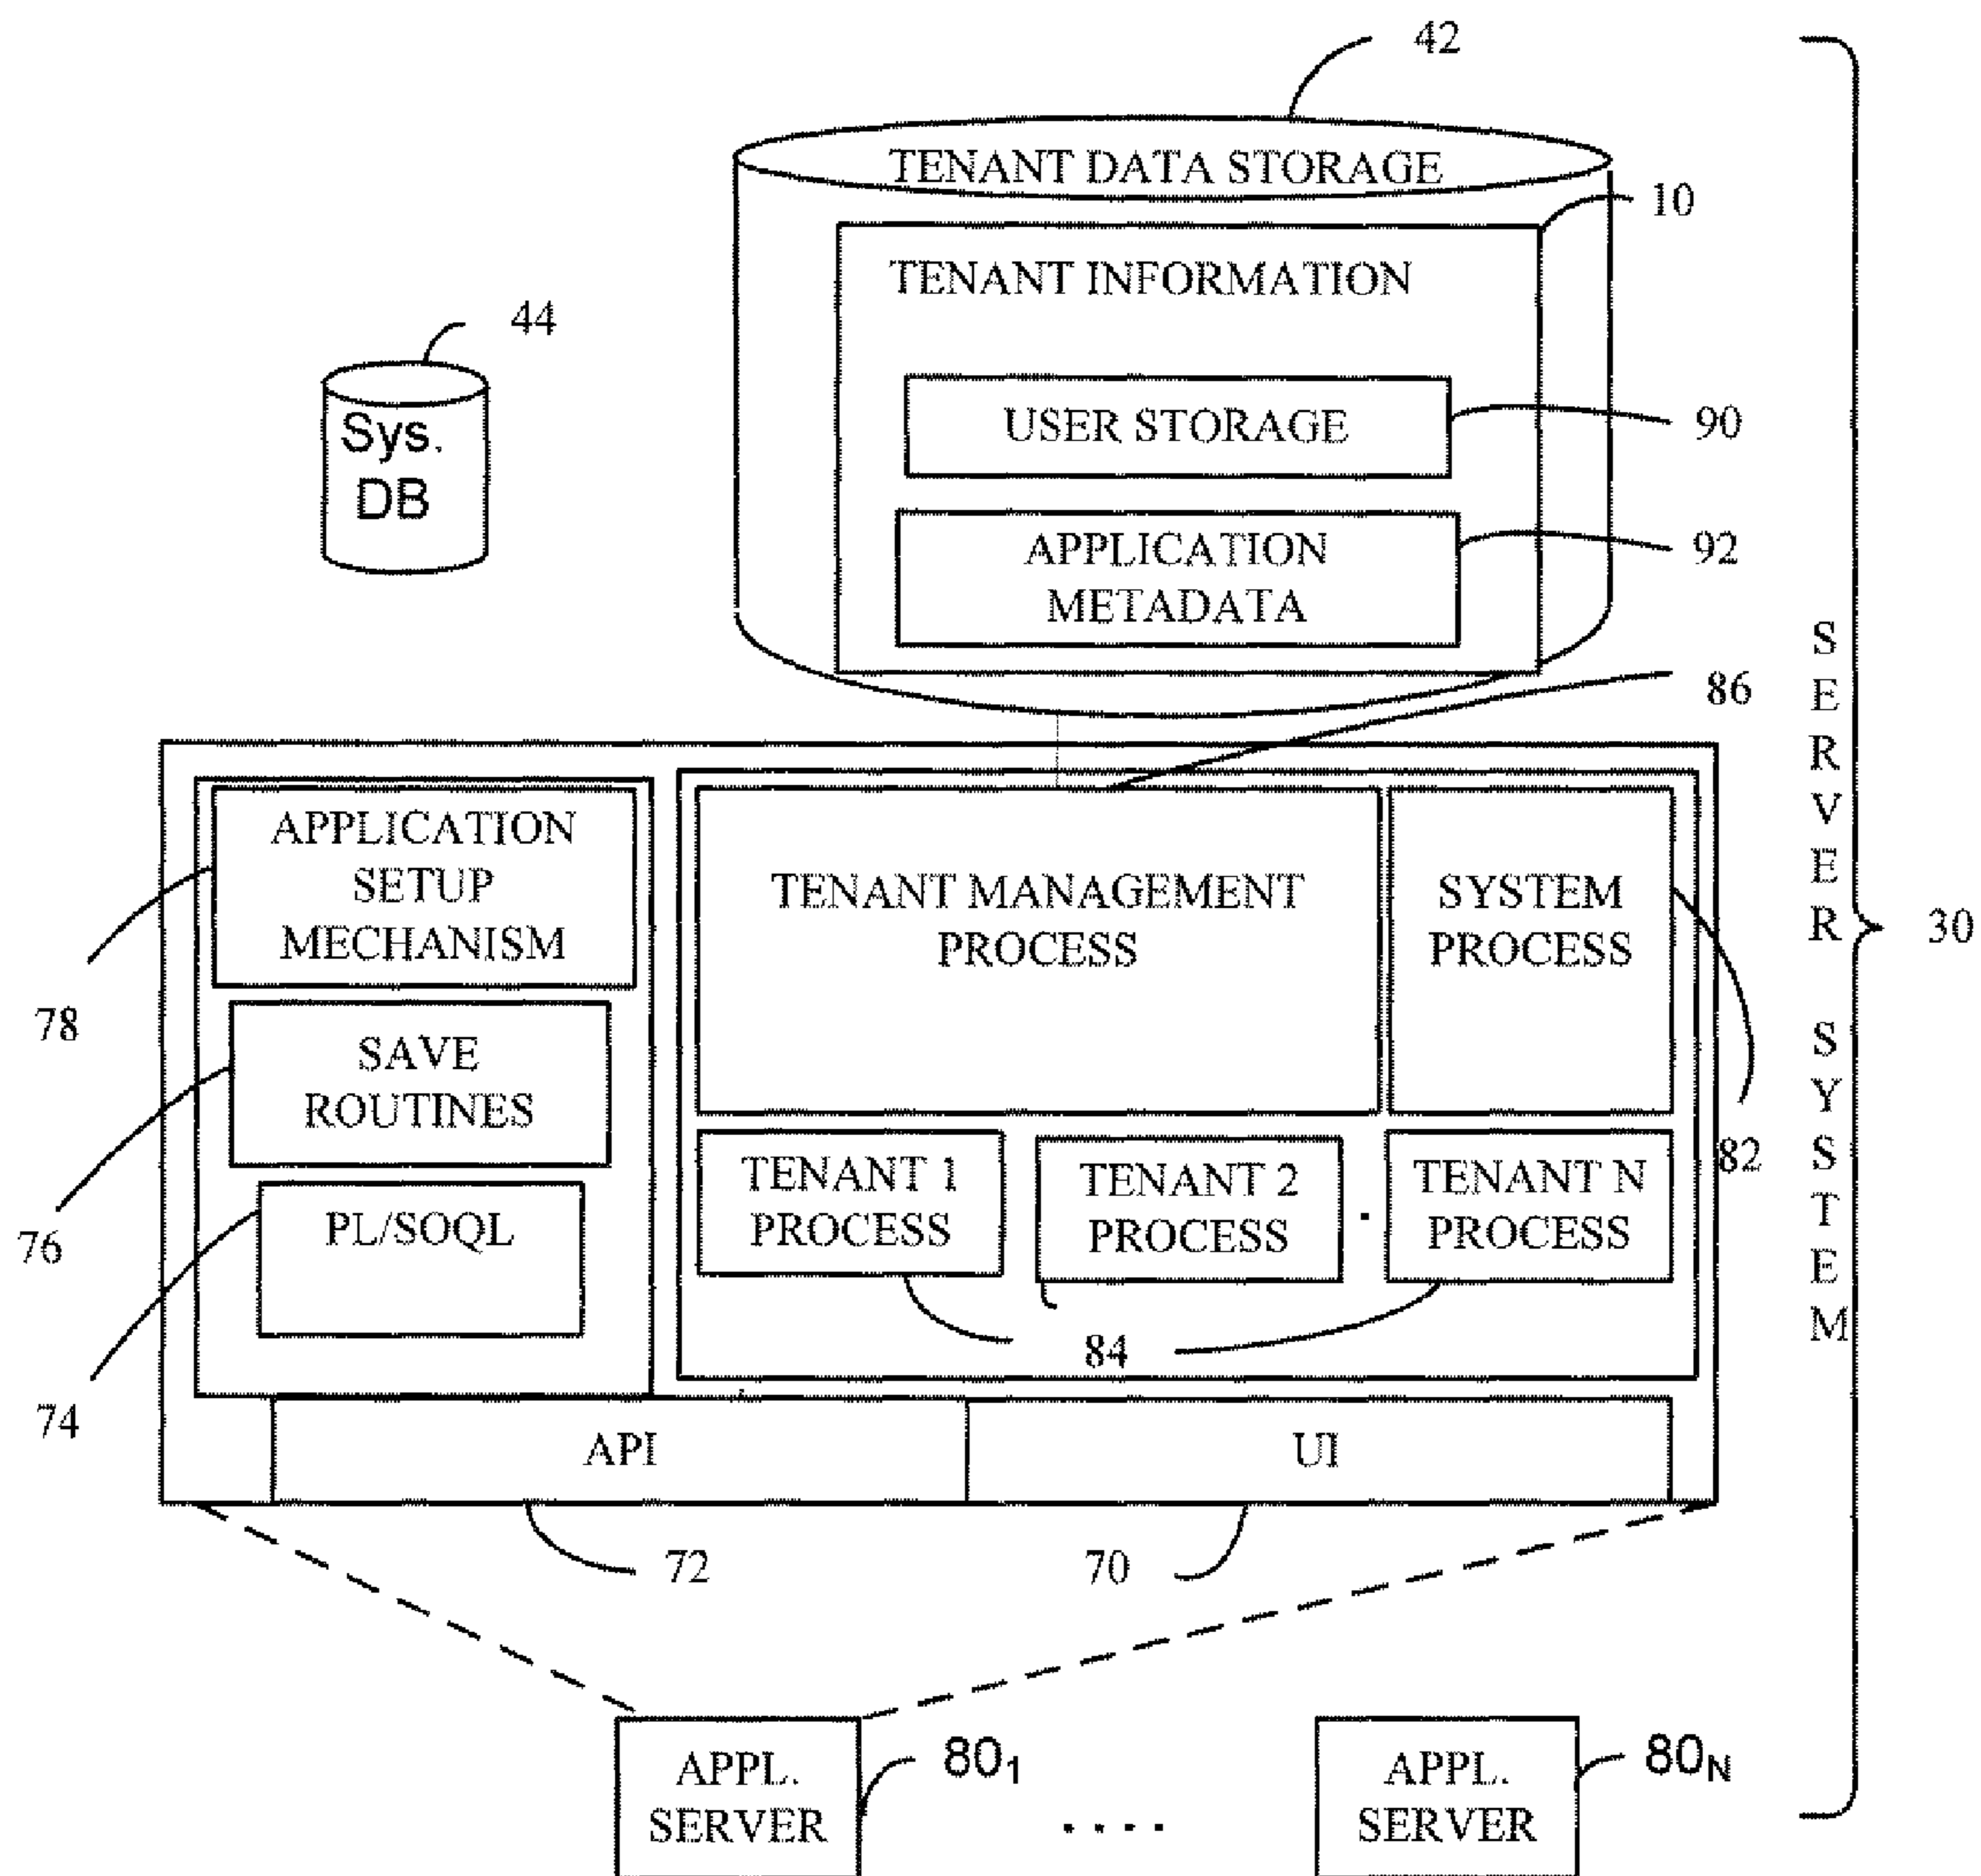 42
TENANT DATA STORAGE
10
TENANT INFORMATION
44
Sys.
DB
USER STORAGE
90
APPLICATION
METADATA
92
86
APPLICATION
SETUP
MECHANISM
TENANT MANAGEMENT
PROCESS
SYSTEM
PROCESS
78
SAVE
ROUTINES
82
TENANT 1
PROCESS
TENANT 2
PROCESS
.
TENANT N
PROCESS
76
PL/SOQL
84
74
API
UI
72
70
SERVER SYSTEM
30
APPL.
SERVER
80₁
....
APPL.
SERVER
80N